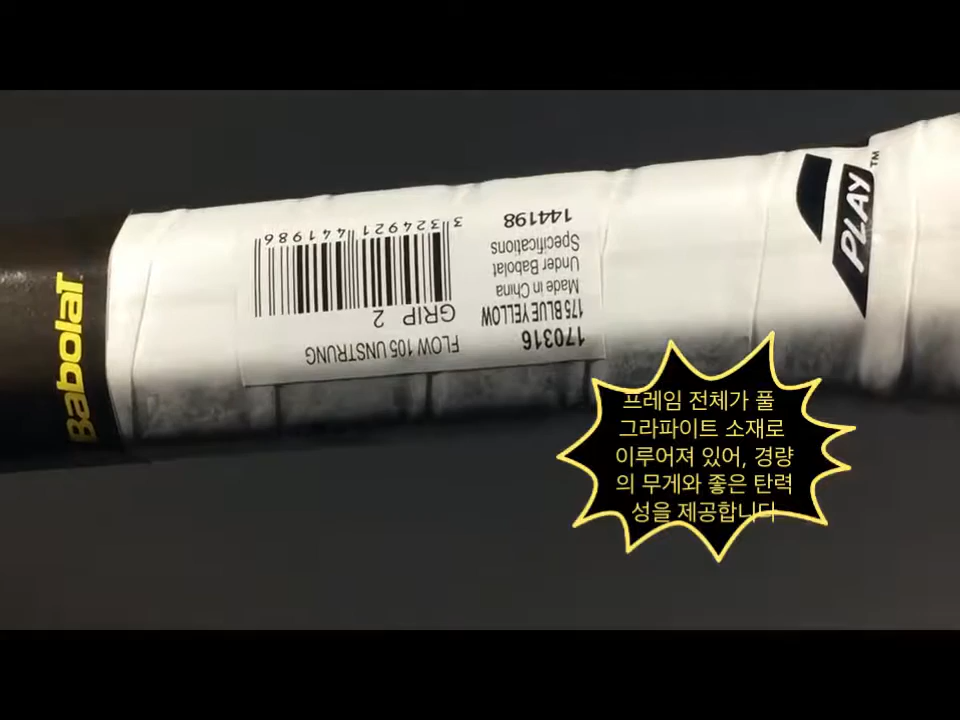 Babolat
PLAY™
170316
175 BLUE YELLOW
Made in China
Under Babolat
Specifications
144198
FLOW 105 UNSTRUNG
GRIP 2
3 324921 441986
프레임 전체가 풀
그라파이트 소재로
이루어져 있어, 경량
의 무게와 좋은 탄력
성을 제공합니다